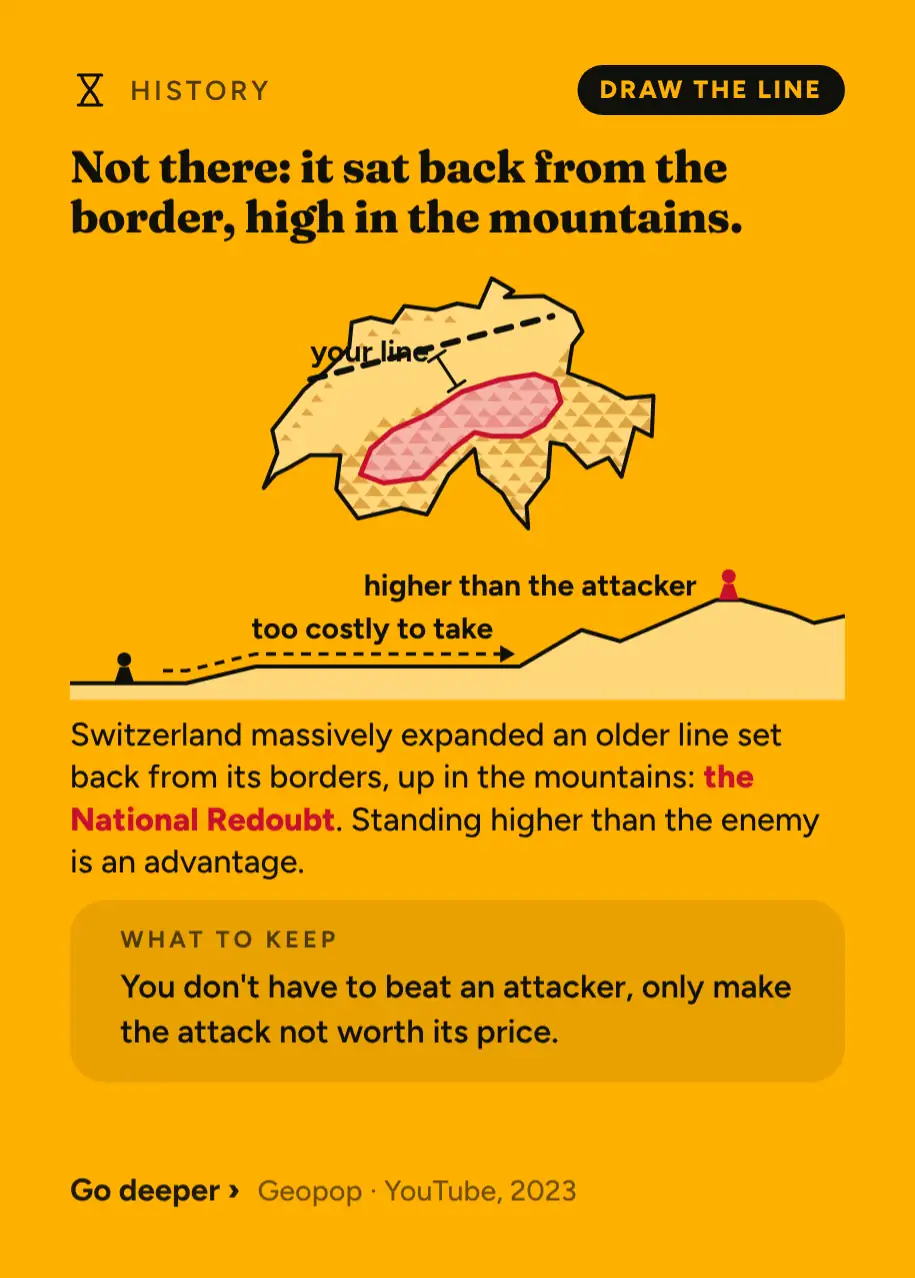 HISTORY
DRAW THE LINE
Not there: it sat back from the
border, high in the mountains.
your line
higher than the attacker
too costly to take
Switzerland massively expanded an older line set
back from its borders, up in the mountains: the
National Redoubt. Standing higher than the enemy
is an advantage.
WHAT TO KEEP
You don't have to beat an attacker, only make
the attack not worth its price.
Go deeper › Geopop · YouTube, 2023